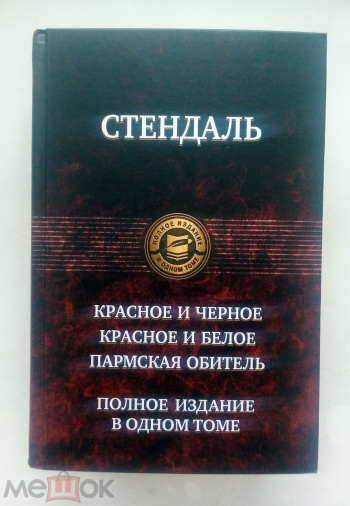 СТЕНДАЛЬ
ПОЛНОЕ ИЗДАНИЕ
В ОДНОМ ТОМЕ
КРАСНОЕ И ЧЕРНОЕ
КРАСНОЕ И БЕЛОЕ
ПАРМСКАЯ ОБИТЕЛЬ
ПОЛНОЕ ИЗДАНИЕ
В ОДНОМ ТОМЕ
мешок